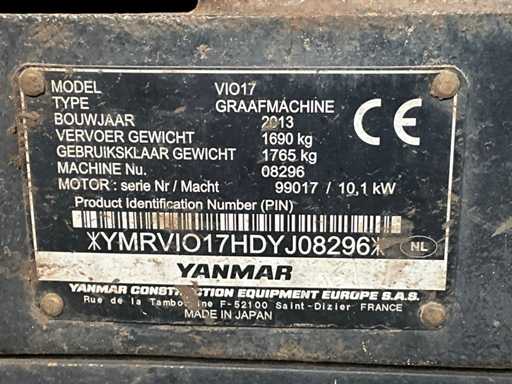 MODEL VIO17
TYPE GRAAFMACHINE
BOUWJAAR 2013
VERVOER GEWICHT 1690 kg
GEBRUIKSKLAAR GEWICHT 1765 kg
MACHINE Nu. 08296
MOTOR : serie Nr / Macht 99017 / 10,1 kW
CE
Product Identification Number (PIN)
*YMRVIO17HDYJ08296*
NL
YANMAR
YANMAR CONSTRUCTION EQUIPMENT EUROPE S.A.S.
Rue de la Tambourine F-52100 Saint-Dizier FRANCE
MADE IN JAPAN